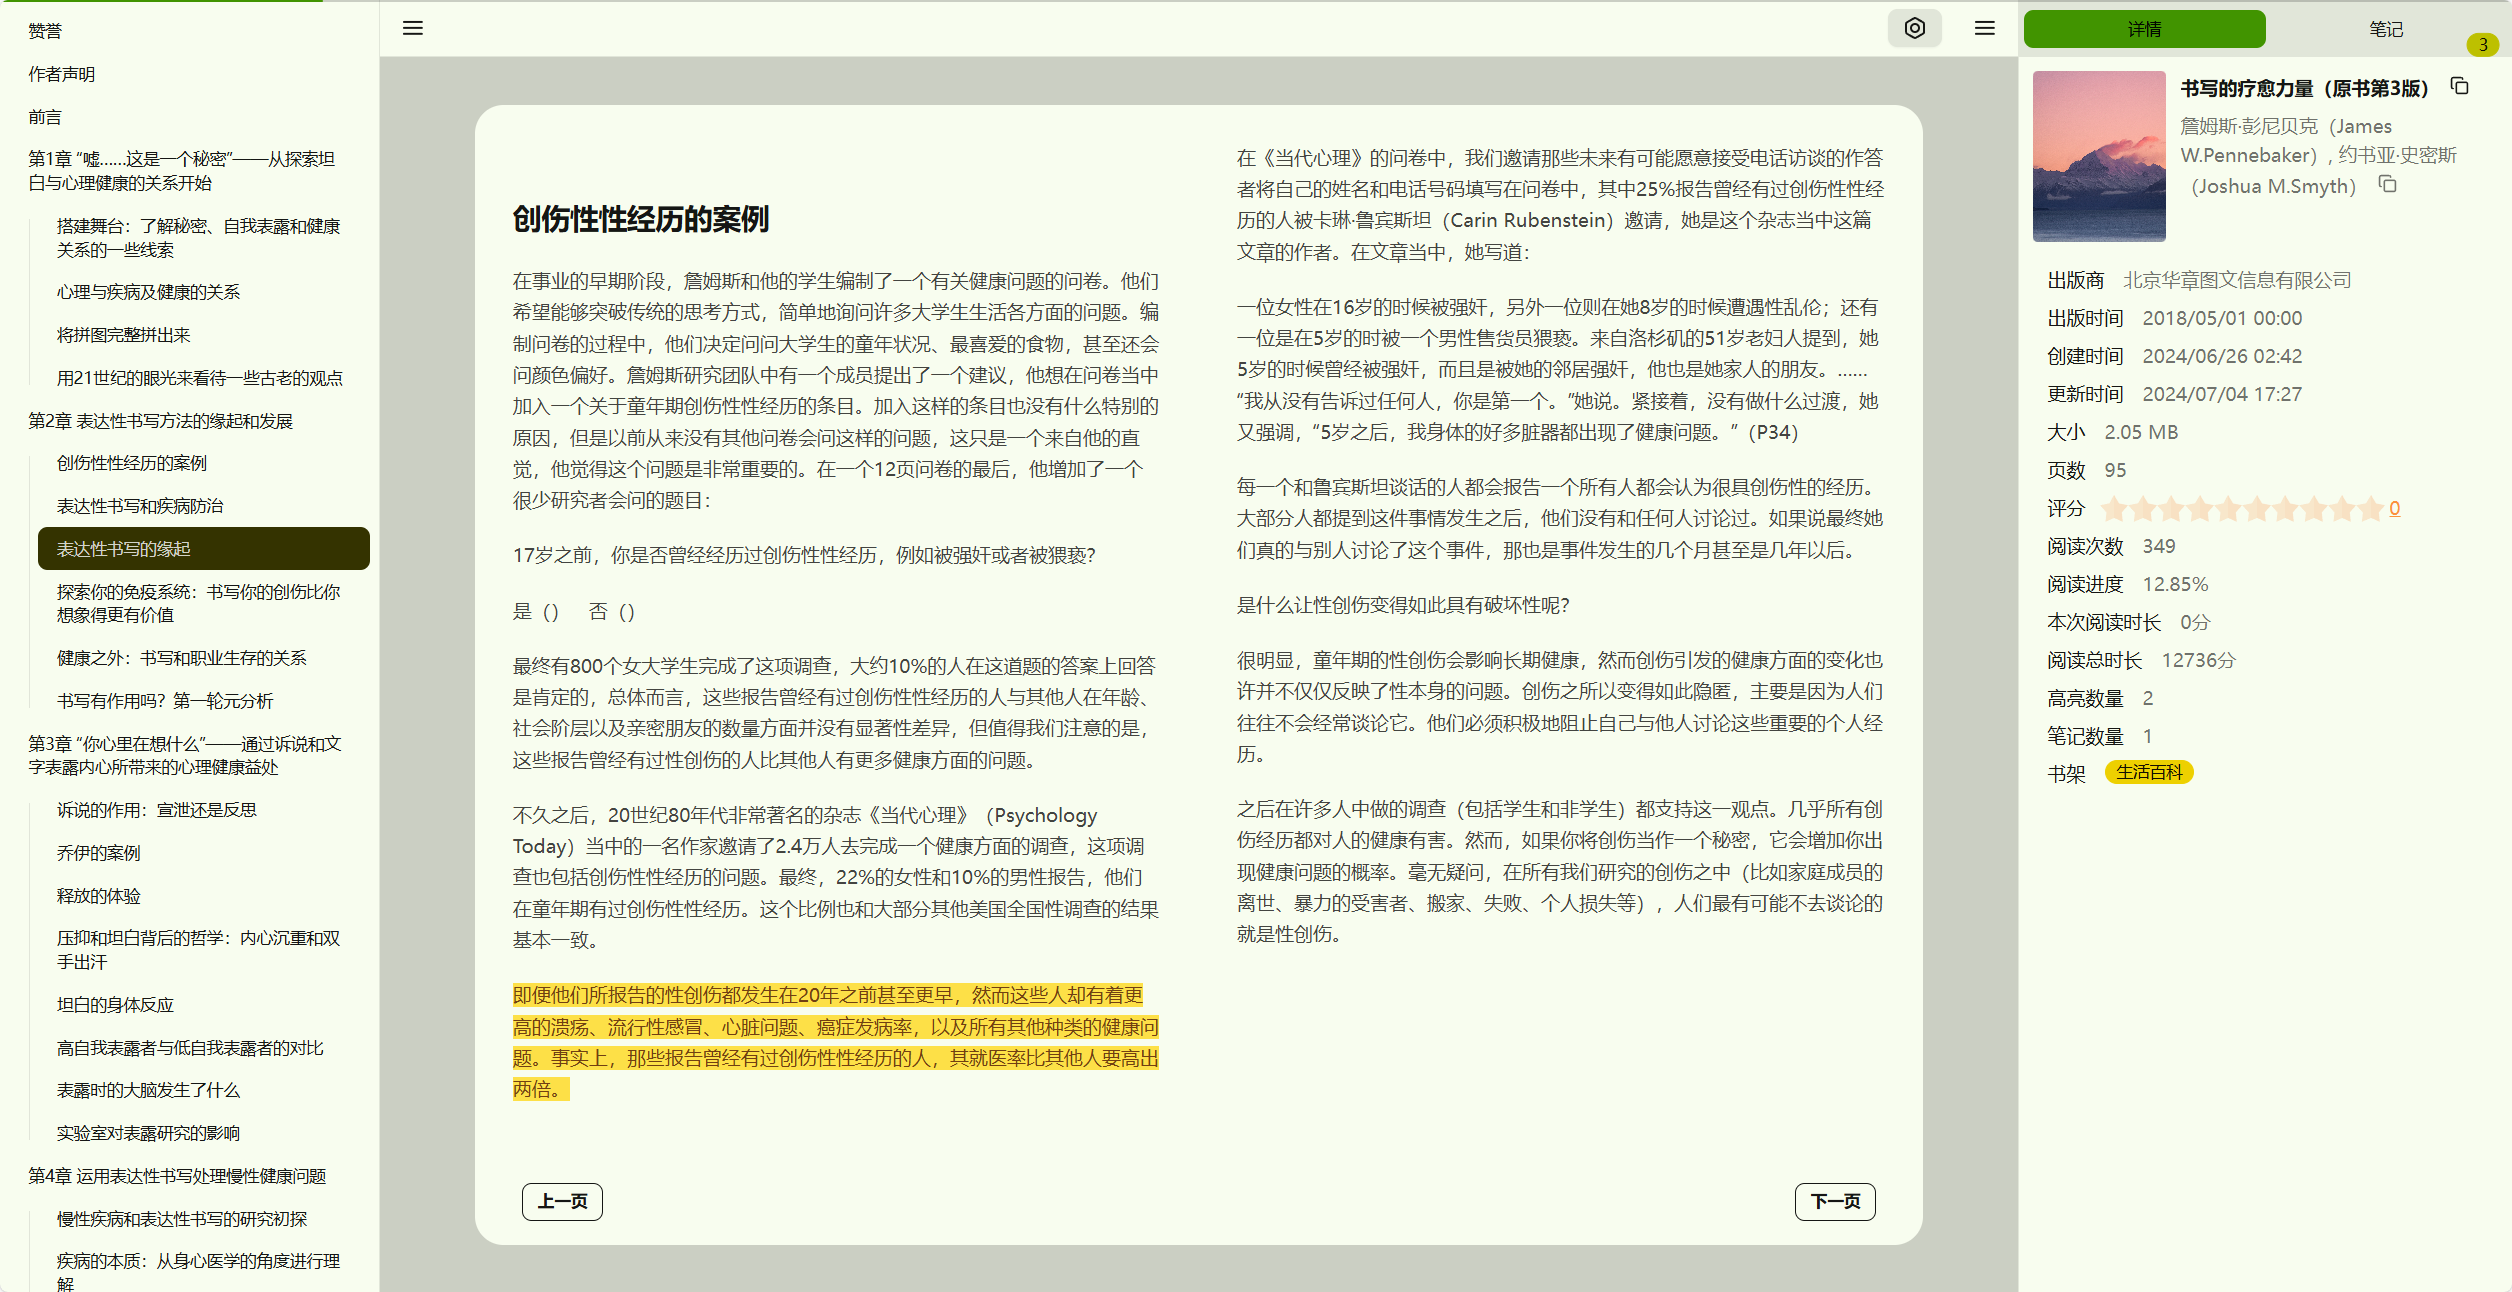 赞誉
作者声明
前言
第1章 “嘘……这是一个秘密”——从探索坦
白与心理健康的关系开始
搭建舞台：了解秘密、自我表露和健康
关系的一些线索
心理与疾病及健康的关系
将拼图完整拼出来
用21世纪的眼光来看待一些古老的观点
第2章 表达性书写方法的缘起和发展
创伤性性经历的案例
表达性书写和疾病防治
表达性书写的缘起
探索你的免疫系统：书写你的创伤比你
想象得更有价值
健康之外：书写和职业生存的关系
书写有作用吗？第一轮元分析
第3章 “你心里在想什么”——通过诉说和文
字表露内心所带来的心理健康益处
诉说的作用：宣泄还是反思
乔伊的案例
释放的体验
压抑和坦白背后的哲学：内心沉重和双
手出汗
坦白的身体反应
高自我表露者与低自我表露者的对比
表露时的大脑发生了什么
实验室对表露研究的影响
第4章 运用表达性书写处理慢性健康问题
慢性疾病和表达性书写的研究初探
疾病的本质：从身心医学的角度进行理
解
创伤性性经历的案例
在事业的早期阶段，詹姆斯和他的学生编制了一个有关健康问题的问卷。他们
希望能够突破传统的思考方式，简单地询问许多大学生生活各方面的问题。编
制问卷的过程中，他们决定问问大学生的童年状况、最喜爱的食物，甚至还会
问颜色偏好。詹姆斯研究团队中有一个成员提出了一个建议，他想在问卷当中
加入一个关于童年期创伤性性经历的条目。加入这样的条目也没有什么特别的
原因，但是以前从来没有其他问卷会问这样的问题，这只是一个来自他的直
觉，他觉得这个问题是非常重要的。在一个12页问卷的最后，他增加了一个
很少研究者会问的题目：
17岁之前，你是否曾经经历过创伤性性经历，例如被强奸或者被猥亵？
是（） 否（）
最终有800个女大学生完成了这项调查，大约10%的人在这道题的答案上回答
是肯定的，总体而言，这些报告曾经有过创伤性性经历的人与其他人在年龄、
社会阶层以及亲密朋友的数量方面并没有显著性差异，但值得我们注意的是，
这些报告曾经有过性创伤的人比其他人有更多健康方面的问题。
不久之后，20世纪80年代非常著名的杂志《当代心理》（Psychology
Today）当中的一名作家邀请了2.4万人去完成一个健康方面的调查，这项调
查也包括创伤性性经历的问题。最终，22%的女性和10%的男性报告，他们
在童年期有过创伤性性经历。这个比例也和大部分其他美国全国性调查的结果
基本一致。
即便他们所报告的性创伤都发生在20年之前甚至更早，然而这些人却有着更
高的溃疡、流行性感冒、心脏问题、癌症发病率，以及所有其他种类的健康问
题。事实上，那些报告曾经有过创伤性性经历的人，其就医率比其他人要高出
两倍。
在《当代心理》的问卷中，我们邀请那些未来有可能愿意接受电话访谈的作答
者将自己的姓名和电话号码填写在问卷中，其中25%报告曾经有过创伤性性经
历的人被卡琳·鲁宾斯坦（Carin Rubenstein）邀请，她是这个杂志当中这篇
文章的作者。在文章当中，她写道：
一位女性在16岁的时候被强奸，另外一位则在她8岁的时候遭遇性乱伦；还有
一位是在5岁的时被一个男性售货员猥亵。来自洛杉矶的51岁老妇人提到，她
5岁的时候曾经被强奸，而且是被她的邻居强奸，他也是她家人的朋友。……
“我从没有告诉过任何人，你是第一个。”她说。紧接着，没有做什么过渡，她
又强调，“5岁之后，我身体的好多脏器都出现了健康问题。”（P34）
每一个和鲁宾斯坦谈话的人都会报告一个所有人都会认为很具创伤性的经历。
大部分人都提到这件事情发生之后，他们没有和任何人讨论过。如果说最终她
们真的与别人讨论了这个事件，那也是事件发生的几个月甚至是几年以后。
是什么让性创伤变得如此具有破坏性呢？
很明显，童年期的性创伤会影响长期健康，然而创伤引发的健康方面的变化也
许并不仅仅反映了性本身的问题。创伤之所以变得如此隐匿，主要是因为人们
往往不会经常谈论它。他们必须积极地阻止自己与他人讨论这些重要的个人经
历。
之后在许多人中做的调查（包括学生和非学生）都支持这一观点。几乎所有创
伤经历都对人的健康有害。然而，如果你将创伤当作一个秘密，它会增加你出
现健康问题的概率。毫无疑问，在所有我们研究的创伤之中（比如家庭成员的
离世、暴力的受害者、搬家、失败、个人损失等），人们最有可能不去谈论的
就是性创伤。
上一页
下一页
详情
笔记
3
书写的疗愈力量（原书第3版）
詹姆斯·彭尼贝克（James
W.Pennebaker）, 约书亚·史密斯
（Joshua M.Smyth）
出版商 北京华章图文信息有限公司
出版时间 2018/05/01 00:00
创建时间 2024/06/26 02:42
更新时间 2024/07/04 17:27
大小 2.05 MB
页数 95
评分 0
阅读次数 349
阅读进度 12.85%
本次阅读时长 0分
阅读总时长 12736分
高亮数量 2
笔记数量 1
书架 生活百科